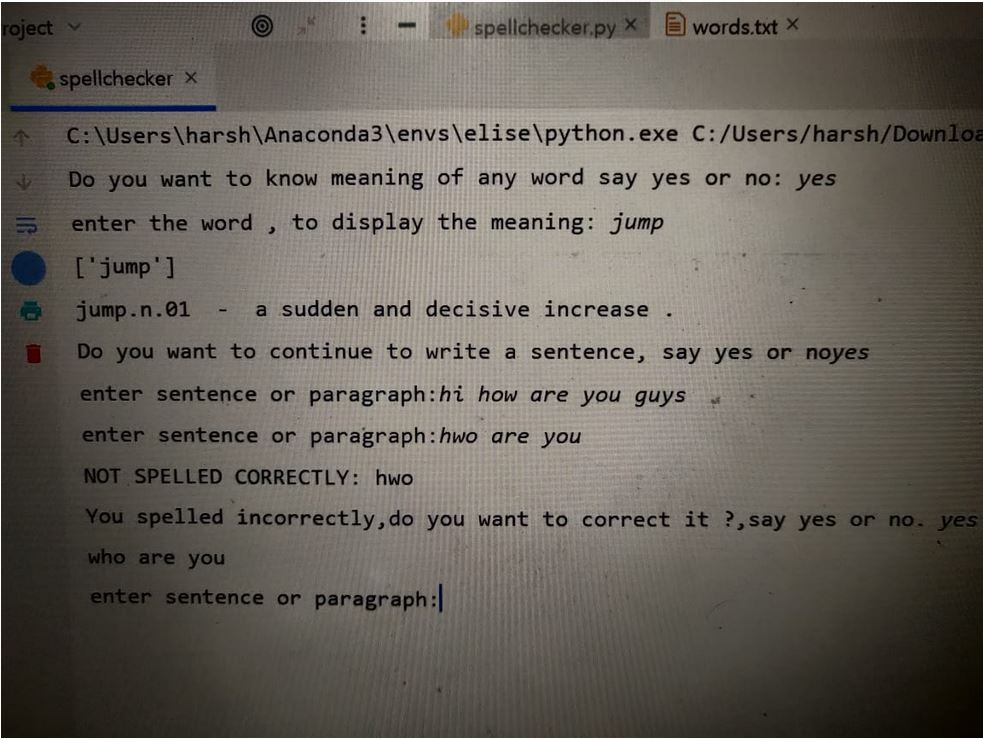 roject spellchecker.py words.txt
spellchecker
C:\Users\harsh\Anaconda3\envs\elise\python.exe C:/Users/harsh/Downloa
Do you want to know meaning of any word say yes or no: yes
enter the word , to display the meaning: jump
['jump']
jump.n.01 - a sudden and decisive increase .
Do you want to continue to write a sentence, say yes or noyes
enter sentence or paragraph:hi how are you guys
enter sentence or paragraph:hwo are you
NOT SPELLED CORRECTLY: hwo
You spelled incorrectly,do you want to correct it ?,say yes or no. yes
who are you
enter sentence or paragraph: